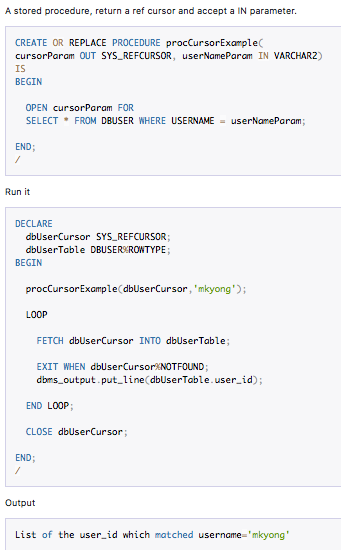 A stored procedure, return a ref cursor and accept a IN parameter.
CREATE OR REPLACE PROCEDURE procCursorExample(
cursorParam OUT SYS_REFCURSOR, userNameParam IN VARCHAR2)
IS
BEGIN
OPEN cursorParam FOR
SELECT * FROM DBUSER WHERE USERNAME = userNameParam;
END;
/
Run it
DECLARE
dbUserCursor SYS_REFCURSOR;
dbUserTable DBUSER%ROWTYPE;
BEGIN
procCursorExample(dbUserCursor,'mkyong');
LOOP
FETCH dbUserCursor INTO dbUserTable;
EXIT WHEN dbUserCursor%NOTFOUND;
dbms_output.put_line(dbUserTable.user_id);
END LOOP;
CLOSE dbUserCursor;
END;
/
Output
List of the user_id which matched username='mkyong'